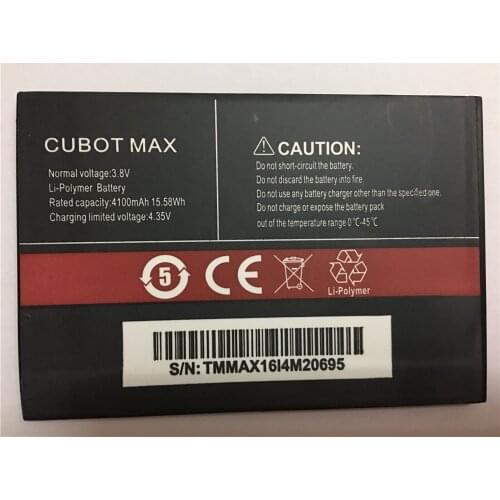 CUBOT MAX
Normal voltage:3.8V
Li-Polymer Battery
Rated capacity:4100mAh 15.58Wh
Charging limited voltage:4.35V
CAUTION:
Do not short-circuit the battery.
Do not discard the battery into fire.
Do not use any battery charger other than the specified one.
Do not charge or expose the battery pack
out of the temperature range 0 ℃-45 ℃
5
CE
Li-Polymer
S/N: TMMAX16I4M20695